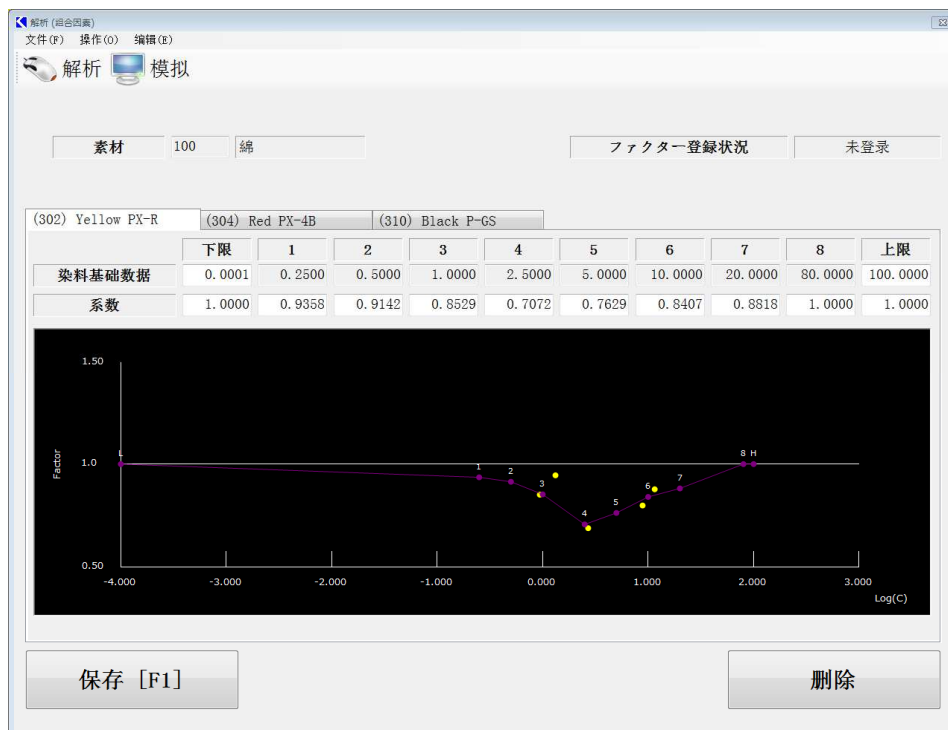 解析 (组合因素)
文件(F) 操作(O) 编辑(E)
解析 模拟
素材 100 綿 ファクター登録状況 未登录
(302) Yellow PX-R (304) Red PX-4B (310) Black P-GS
下限 1 2 3 4 5 6 7 8 上限
染料基础数据 0.0001 0.2500 0.5000 1.0000 2.5000 5.0000 10.0000 20.0000 80.0000 100.0000
系数 1.0000 0.9358 0.9142 0.8529 0.7072 0.7629 0.8407 0.8818 1.0000 1.0000
1.50
Factor
1.0
L 1 2 3 4 5 6 7 8 H
0.50
-4.000 -3.000 -2.000 -1.000 0.000 1.000 2.000 3.000
Log(C)
保存 [F1] 删除